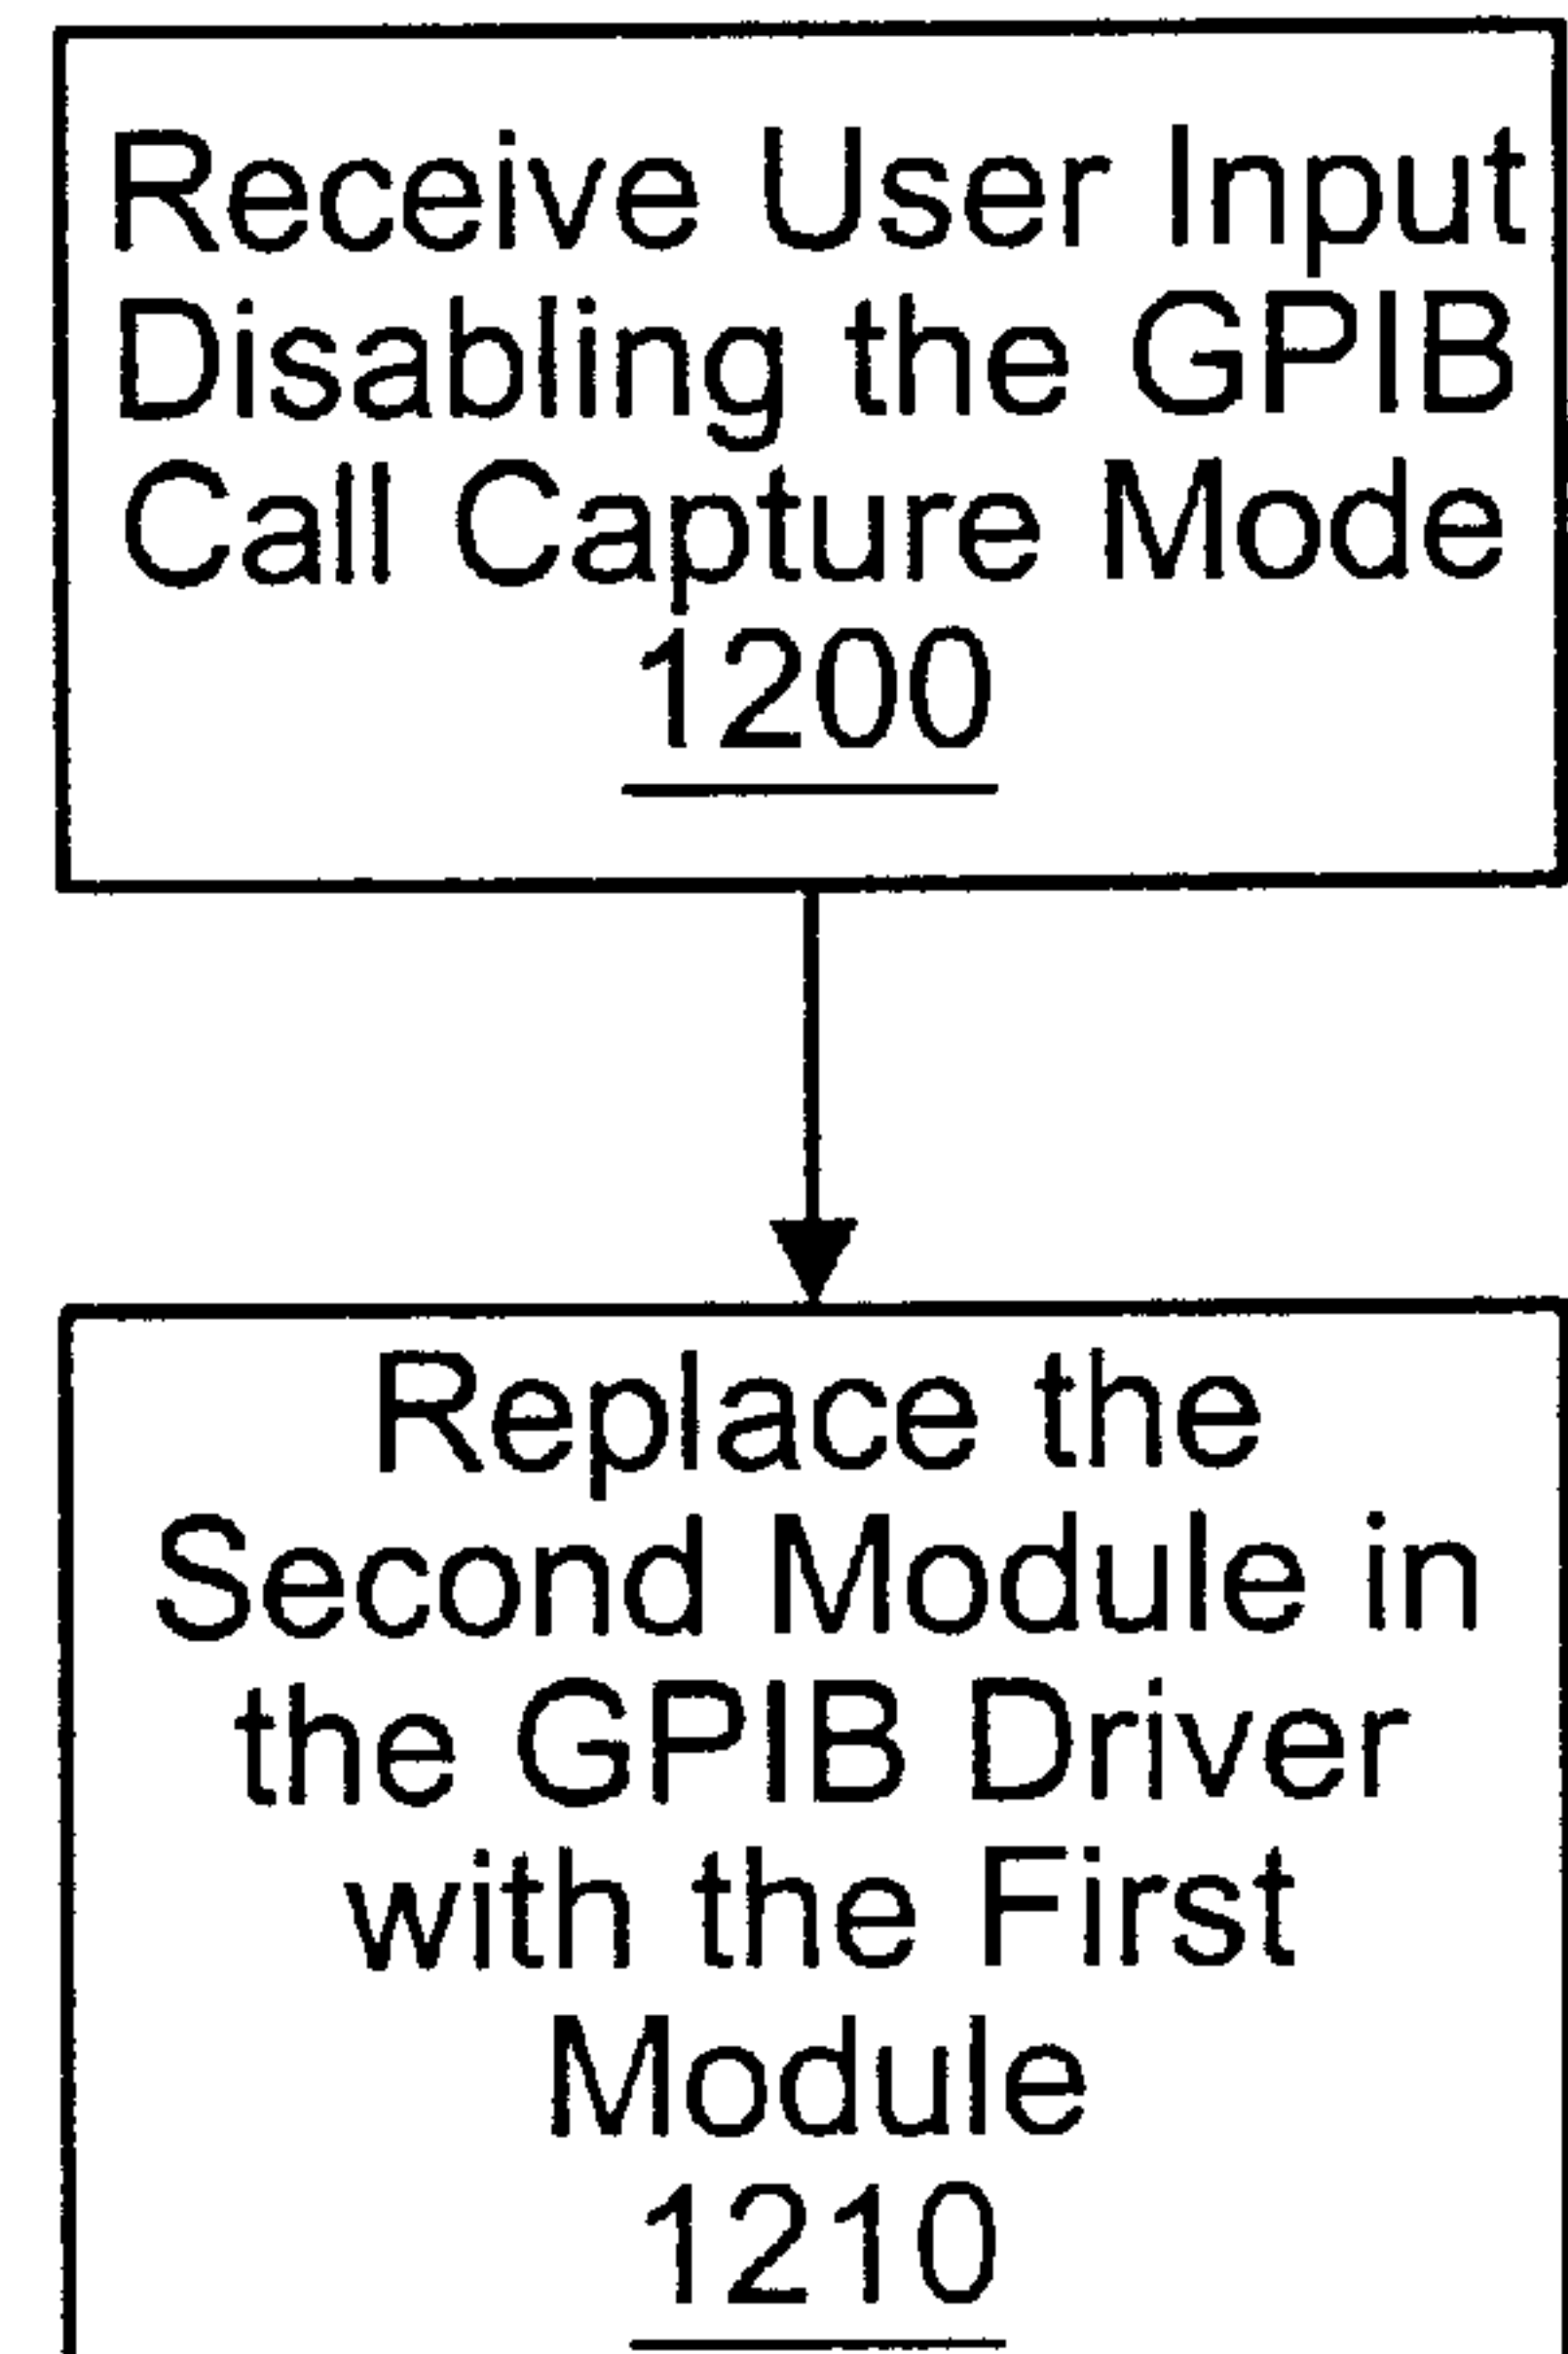 Receive User Input
Disabling the GPIB
Call Capture Mode
1200
Replace the
Second Module in
the GPIB Driver
with the First
Module
1210